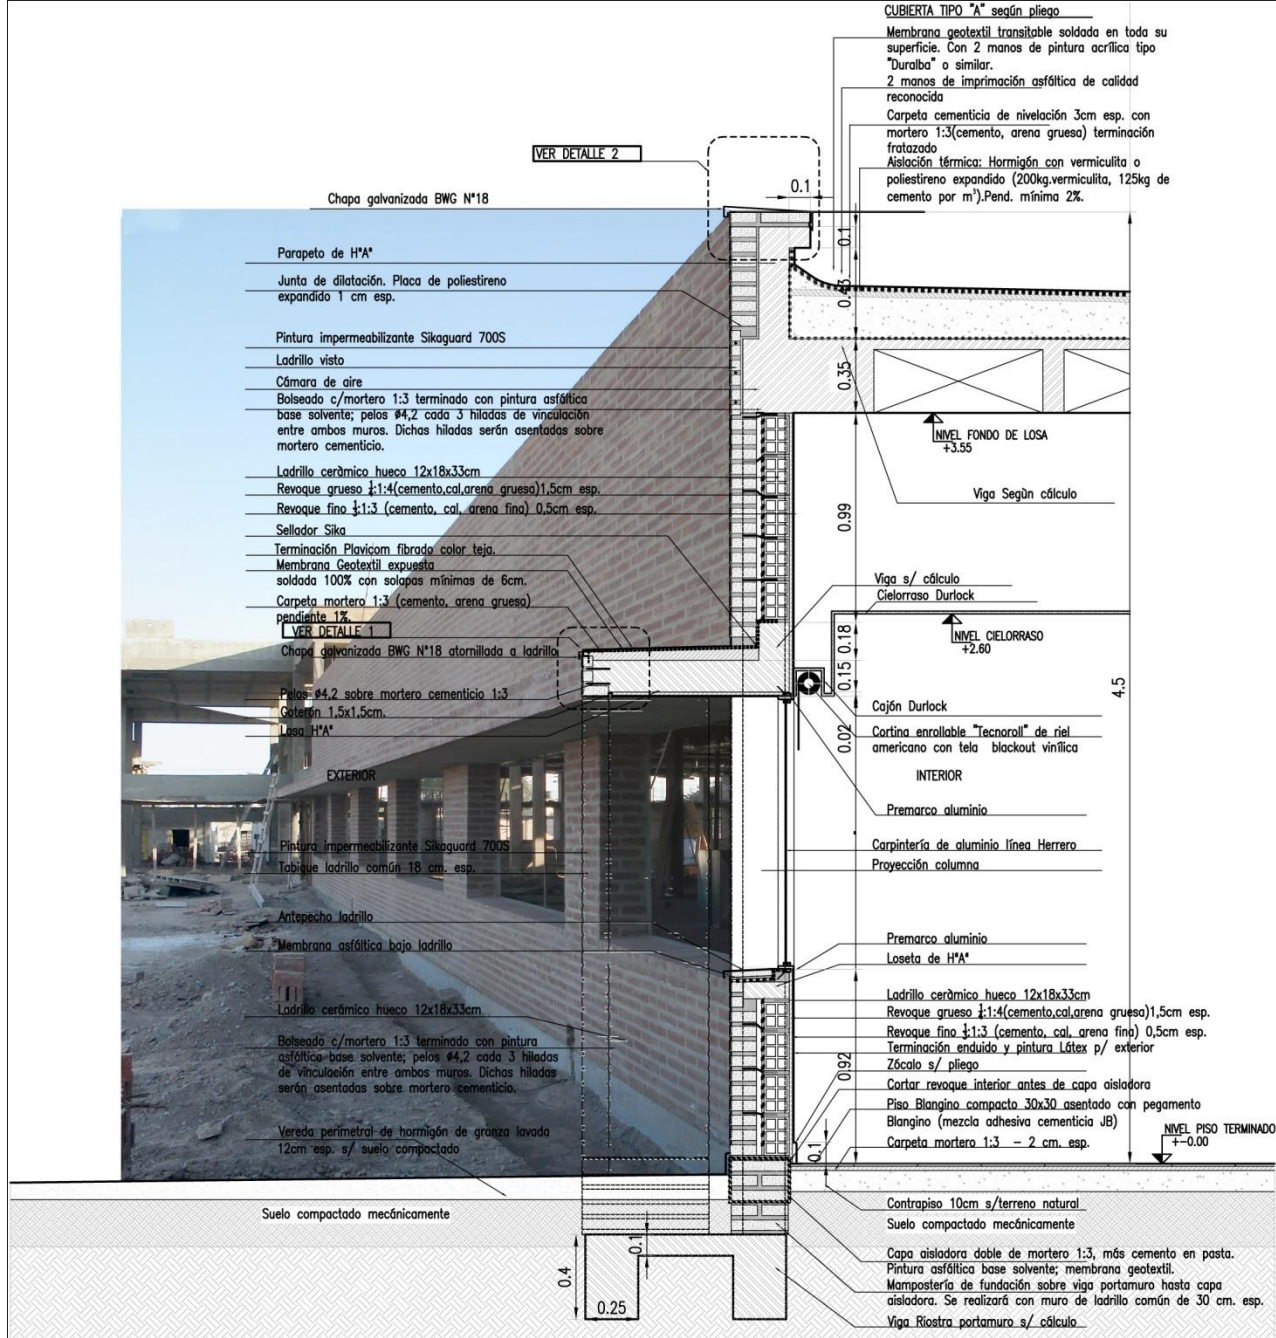 CUBIERTA TIPO "A" según pliego
Membrana geotextil transitable soldada en toda su
superficie. Con 2 manos de pintura acrílica tipo
"Duralba" o similar.
2 manos de imprimación asfáltica de calidad
reconocida
Carpeta cementicia de nivelación 3cm esp. con
mortero 1:3(cemento, arena gruesa) terminación
fratazado
Aislación térmica: Hormigón con vermiculita o
poliestireno expandido (200kg.vermiculita, 125kg de
cemento por m³).Pend. mínima 2%.
VER DETALLE 2
0.1
Chapa galvanizada BWG N°18
0.1
Parapeto de H°A°
Junta de dilatación. Placa de poliestireno
expandido 1 cm esp.
0.43
Pintura impermeabilizante Sikaguard 700S
Ladrillo visto
Cámara de aire
0.35
Bolseado c/mortero 1:3 terminado con pintura asfáltica
base solvente; pelos ø4,2 cada 3 hiladas de vinculación
entre ambos muros. Dichas hiladas serán asentadas sobre
mortero cementicio.
NIVEL FONDO DE LOSA
+3.55
Ladrillo cerámico hueco 12x18x33cm
Revoque grueso ½:1:4(cemento,cal,arena gruesa)1,5cm esp.
Revoque fino ⅛:1:3 (cemento, cal, arena fina) 0,5cm esp.
Viga Según cálculo
0.99
Sellador Sika
Terminación Plavicom fibrado color teja.
Membrana Geotextil expuesta
soldada 100% con solapas mínimas de 6cm.
Carpeta mortero 1:3 (cemento, arena gruesa)
pendiente 1%.
Viga s/ cálculo
Cielorraso Durlock
VER DETALLE 1
0.18
NIVEL CIELORRASO
+2.60
Chapa galvanizada BWG N°18 atornillada a ladrillo
0.15
4.5
Pelos ø4,2 sobre mortero cementicio 1:3
Goterón 1,5x1,5cm.
Losa H°A°
Cajón Durlock
0.02
Cortina enrollable "Tecnoroll" de riel
americano con tela blackout vinílica
EXTERIOR
INTERIOR
Premarco aluminio
Pintura impermeabilizante Sikaguard 700S
Carpintería de aluminio línea Herrero
Tabique ladrillo común 18 cm. esp.
Proyección columna
Antepecho ladrillo
Membrana asfáltica bajo ladrillo
Premarco aluminio
Loseta de H°A°
Ladrillo cerámico hueco 12x18x33cm
Ladrillo cerámico hueco 12x18x33cm
Revoque grueso ½:1:4(cemento,cal,arena gruesa)1,5cm esp.
Revoque fino ⅛:1:3 (cemento, cal, arena fina) 0,5cm esp.
Terminación enduido y pintura Látex p/ exterior
Bolseado c/mortero 1:3 terminado con pintura
asfáltica base solvente; pelos ø4,2 cada 3 hiladas
de vinculación entre ambos muros. Dichas hiladas
serán asentadas sobre mortero cementicio.
0.92
Zócalo s/ pliego
Cortar revoque interior antes de capa aisladora
Piso Blangino compacto 30x30 asentado con pegamento
Blangino (mezcla adhesiva cementicia JB)
Carpeta mortero 1:3 - 2 cm. esp.
NIVEL PISO TERMINADO
+-0.00
Vereda perimetral de hormigón de granza lavada
12cm esp. s/ suelo compactado
0.1
Contrapiso 10cm s/terreno natural
Suelo compactado mecánicamente
Suelo compactado mecánicamente
0.1
0.4
0.25
Capa aisladora doble de mortero 1:3, más cemento en pasta.
Pintura asfáltica base solvente; membrana geotextil.
Mampostería de fundación sobre viga portamuro hasta capa
aisladora. Se realizará con muro de ladrillo común de 30 cm. esp.
Viga Riostra portamuro s/ cálculo